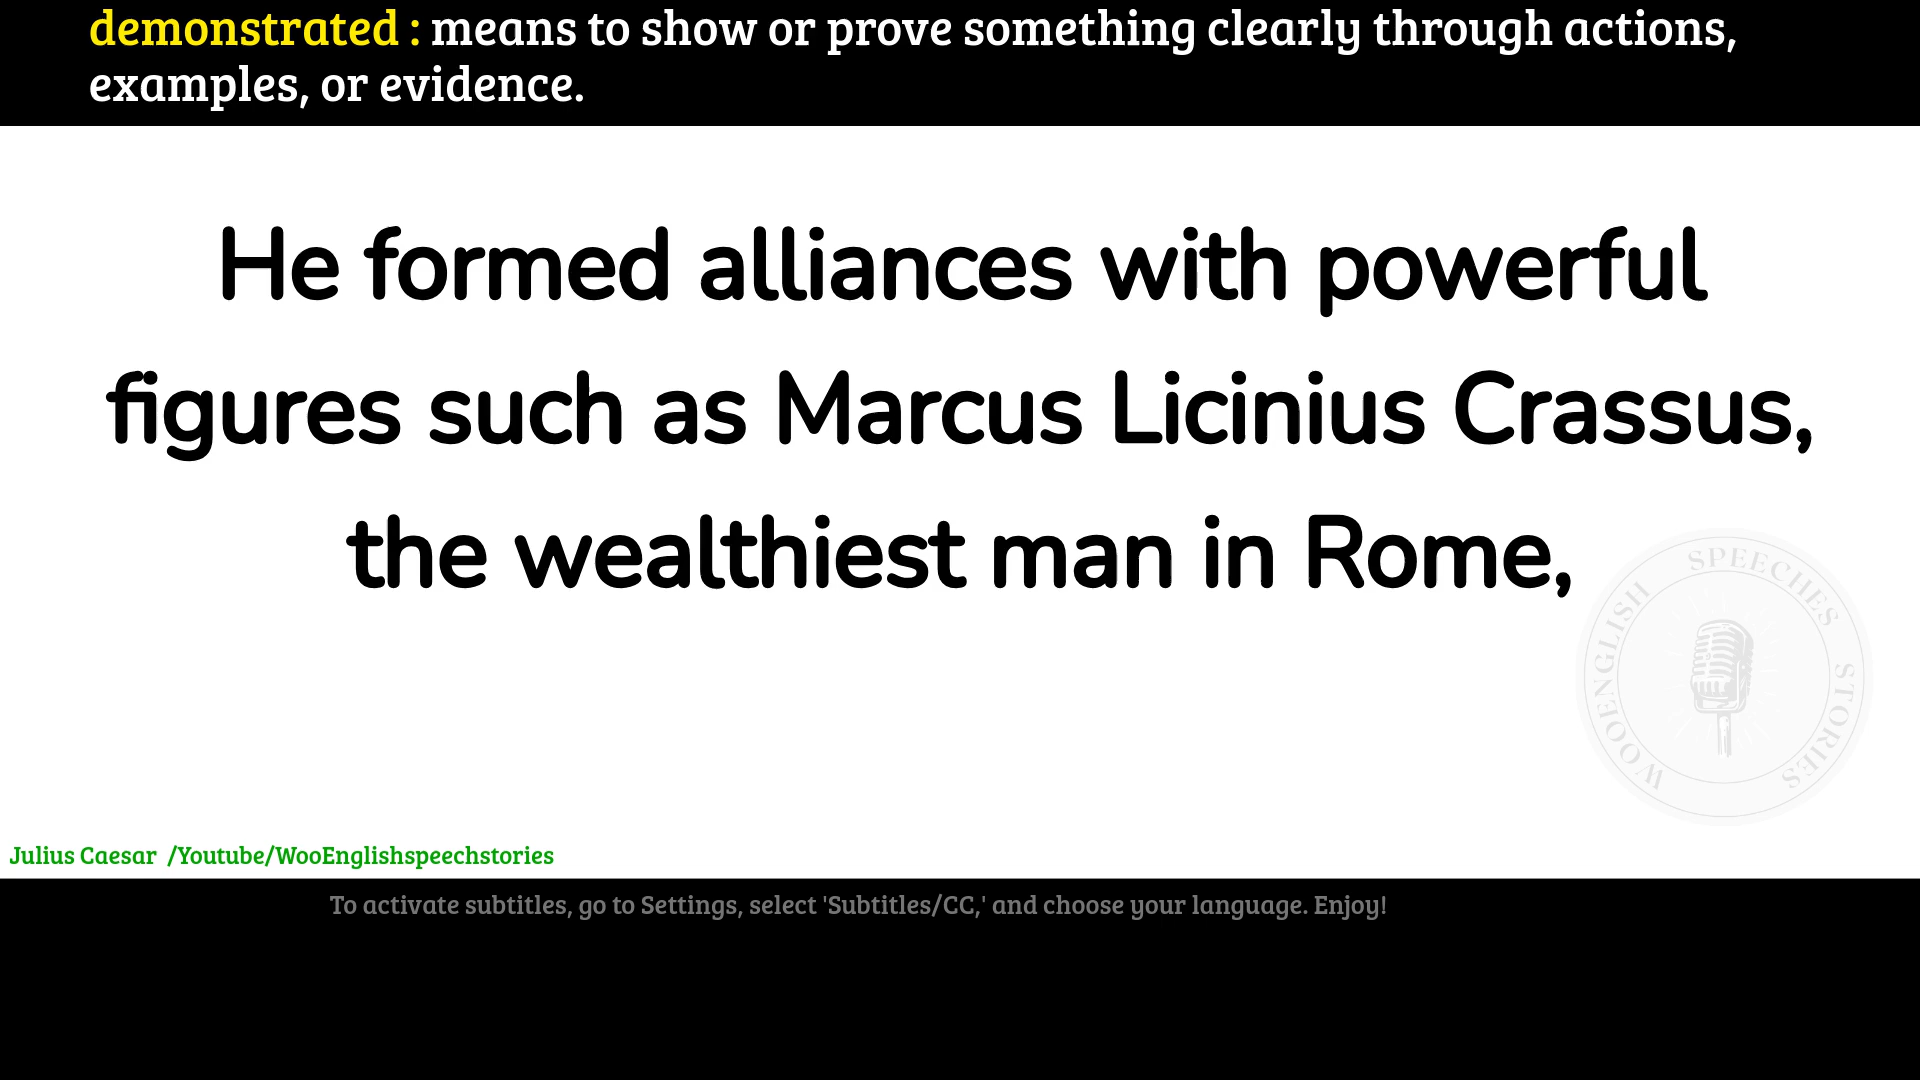 demonstrated : means to show or prove something clearly through actions,
examples, or evidence.
He formed alliances with powerful
figures such as Marcus Licinius Crassus,
the wealthiest man in Rome,
WOOENGLISH SPEECHES STORIES
Julius Caesar /Youtube/WooEnglishspeechstories
To activate subtitles, go to Settings, select 'Subtitles/CC,' and choose your language. Enjoy!